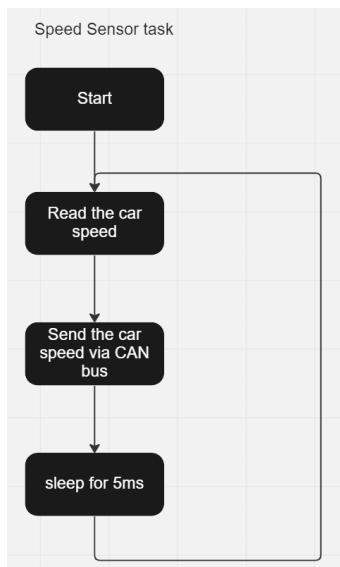 Speed Sensor task
Start
Read the car
speed
Send the car
speed via CAN
bus
sleep for 5ms